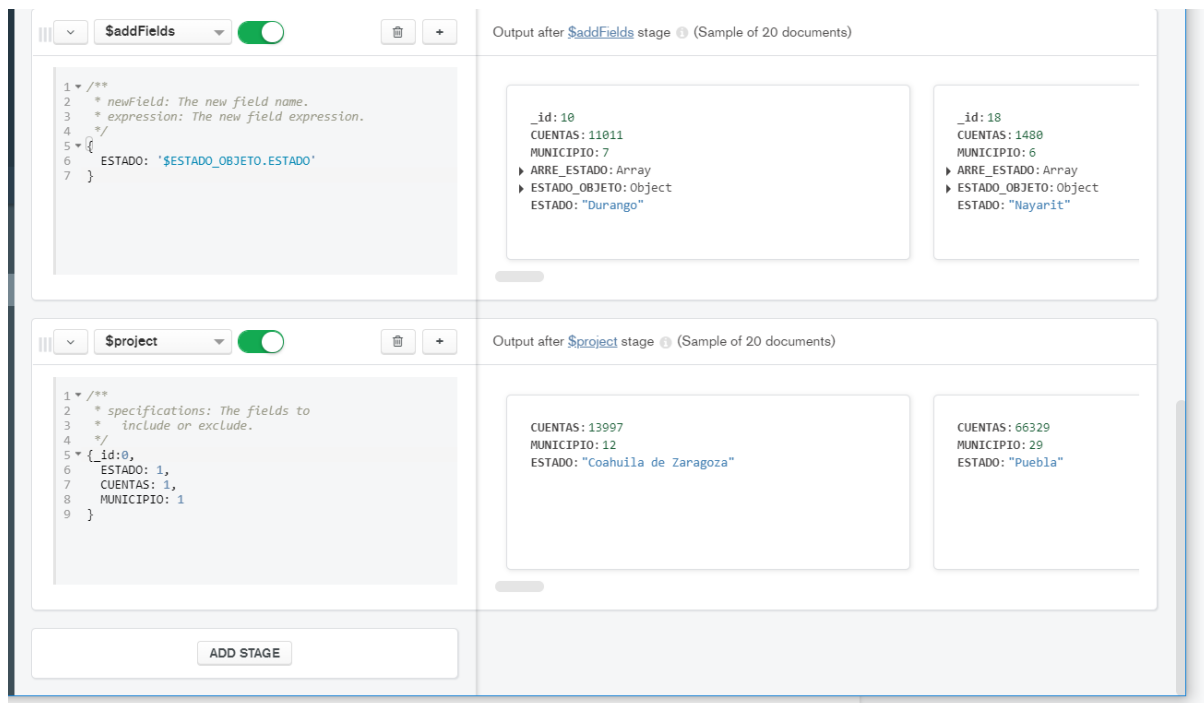 $addFields
+
Output after $addFields stage (Sample of 20 documents)
1 /**
2 * newField: The new field name.
3 * expression: The new field expression.
4 */
5 {
6 ESTADO: '$ESTADO_OBJETO.ESTADO'
7 }
_id: 10
CUENTAS: 11011
MUNICIPIO: 7
ARRE_ESTADO: Array
ESTADO_OBJETO: Object
ESTADO: "Durango"
_id: 18
CUENTAS: 1480
MUNICIPIO: 6
ARRE_ESTADO: Array
ESTADO_OBJETO: Object
ESTADO: "Nayarit"
$project
+
Output after $project stage (Sample of 20 documents)
1 /**
2 * specifications: The fields to
3 * include or exclude.
4 */
5 {_id:0,
6 ESTADO: 1,
7 CUENTAS: 1,
8 MUNICIPIO: 1
9 }
CUENTAS: 13997
MUNICIPIO: 12
ESTADO: "Coahuila de Zaragoza"
CUENTAS: 66329
MUNICIPIO: 29
ESTADO: "Puebla"
ADD STAGE